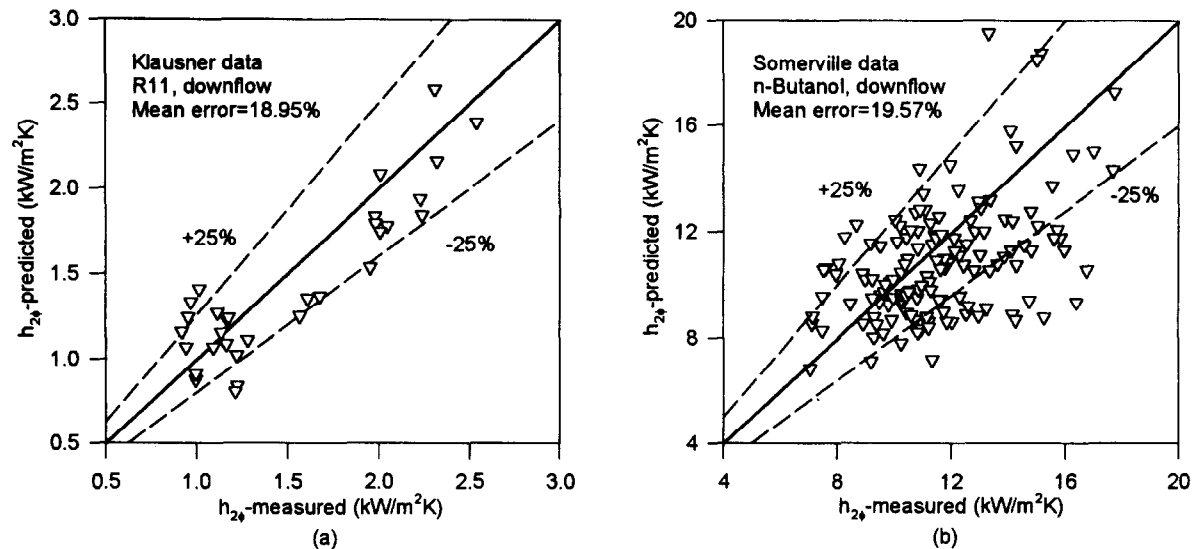 h2ϕ-predicted (kW/m²K)
3.0
2.5
2.0
1.5
1.0
0.5
Klausner data
R11, downflow
Mean error=18.95%
+25%
-25%
0.5 1.0 1.5 2.0 2.5 3.0
h2ϕ-measured (kW/m²K)
(a)
h2ϕ-predicted (kW/m²K)
20
16
12
8
4
Somerville data
n-Butanol, downflow
Mean error=19.57%
+25%
-25%
4 8 12 16 20
h2ϕ-measured (kW/m²K)
(b)